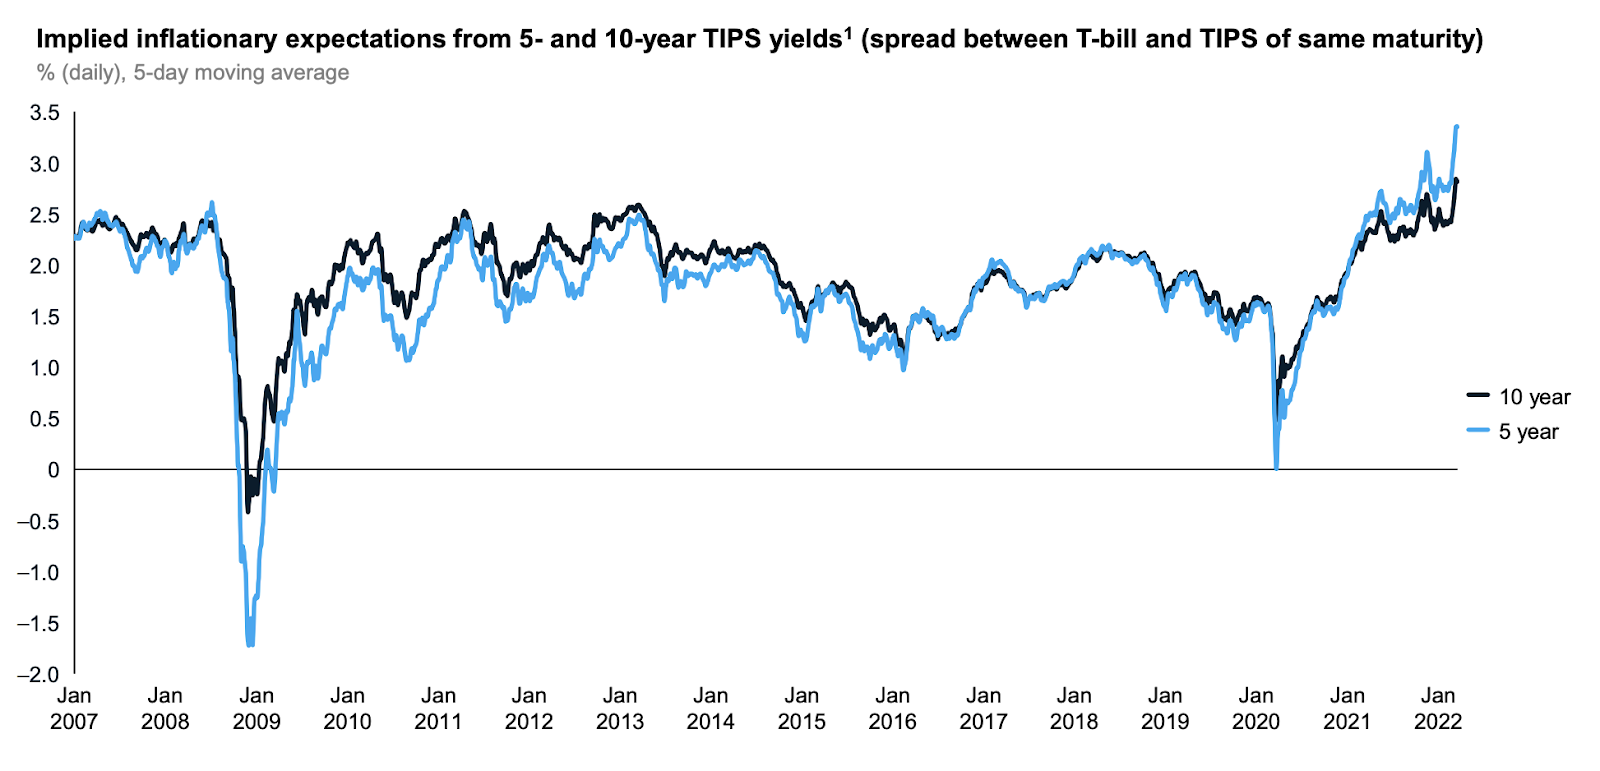 Implied inflationary expectations from 5- and 10-year TIPS yields¹ (spread between T-bill and TIPS of same maturity)
% (daily), 5-day moving average
3.5
3.0
2.5
2.0
1.5
1.0
0.5
0
–0.5
–1.0
–1.5
–2.0
10 year
5 year
Jan Jan Jan Jan Jan Jan Jan Jan Jan Jan Jan Jan Jan Jan Jan Jan
2007 2008 2009 2010 2011 2012 2013 2014 2015 2016 2017 2018 2019 2020 2021 2022